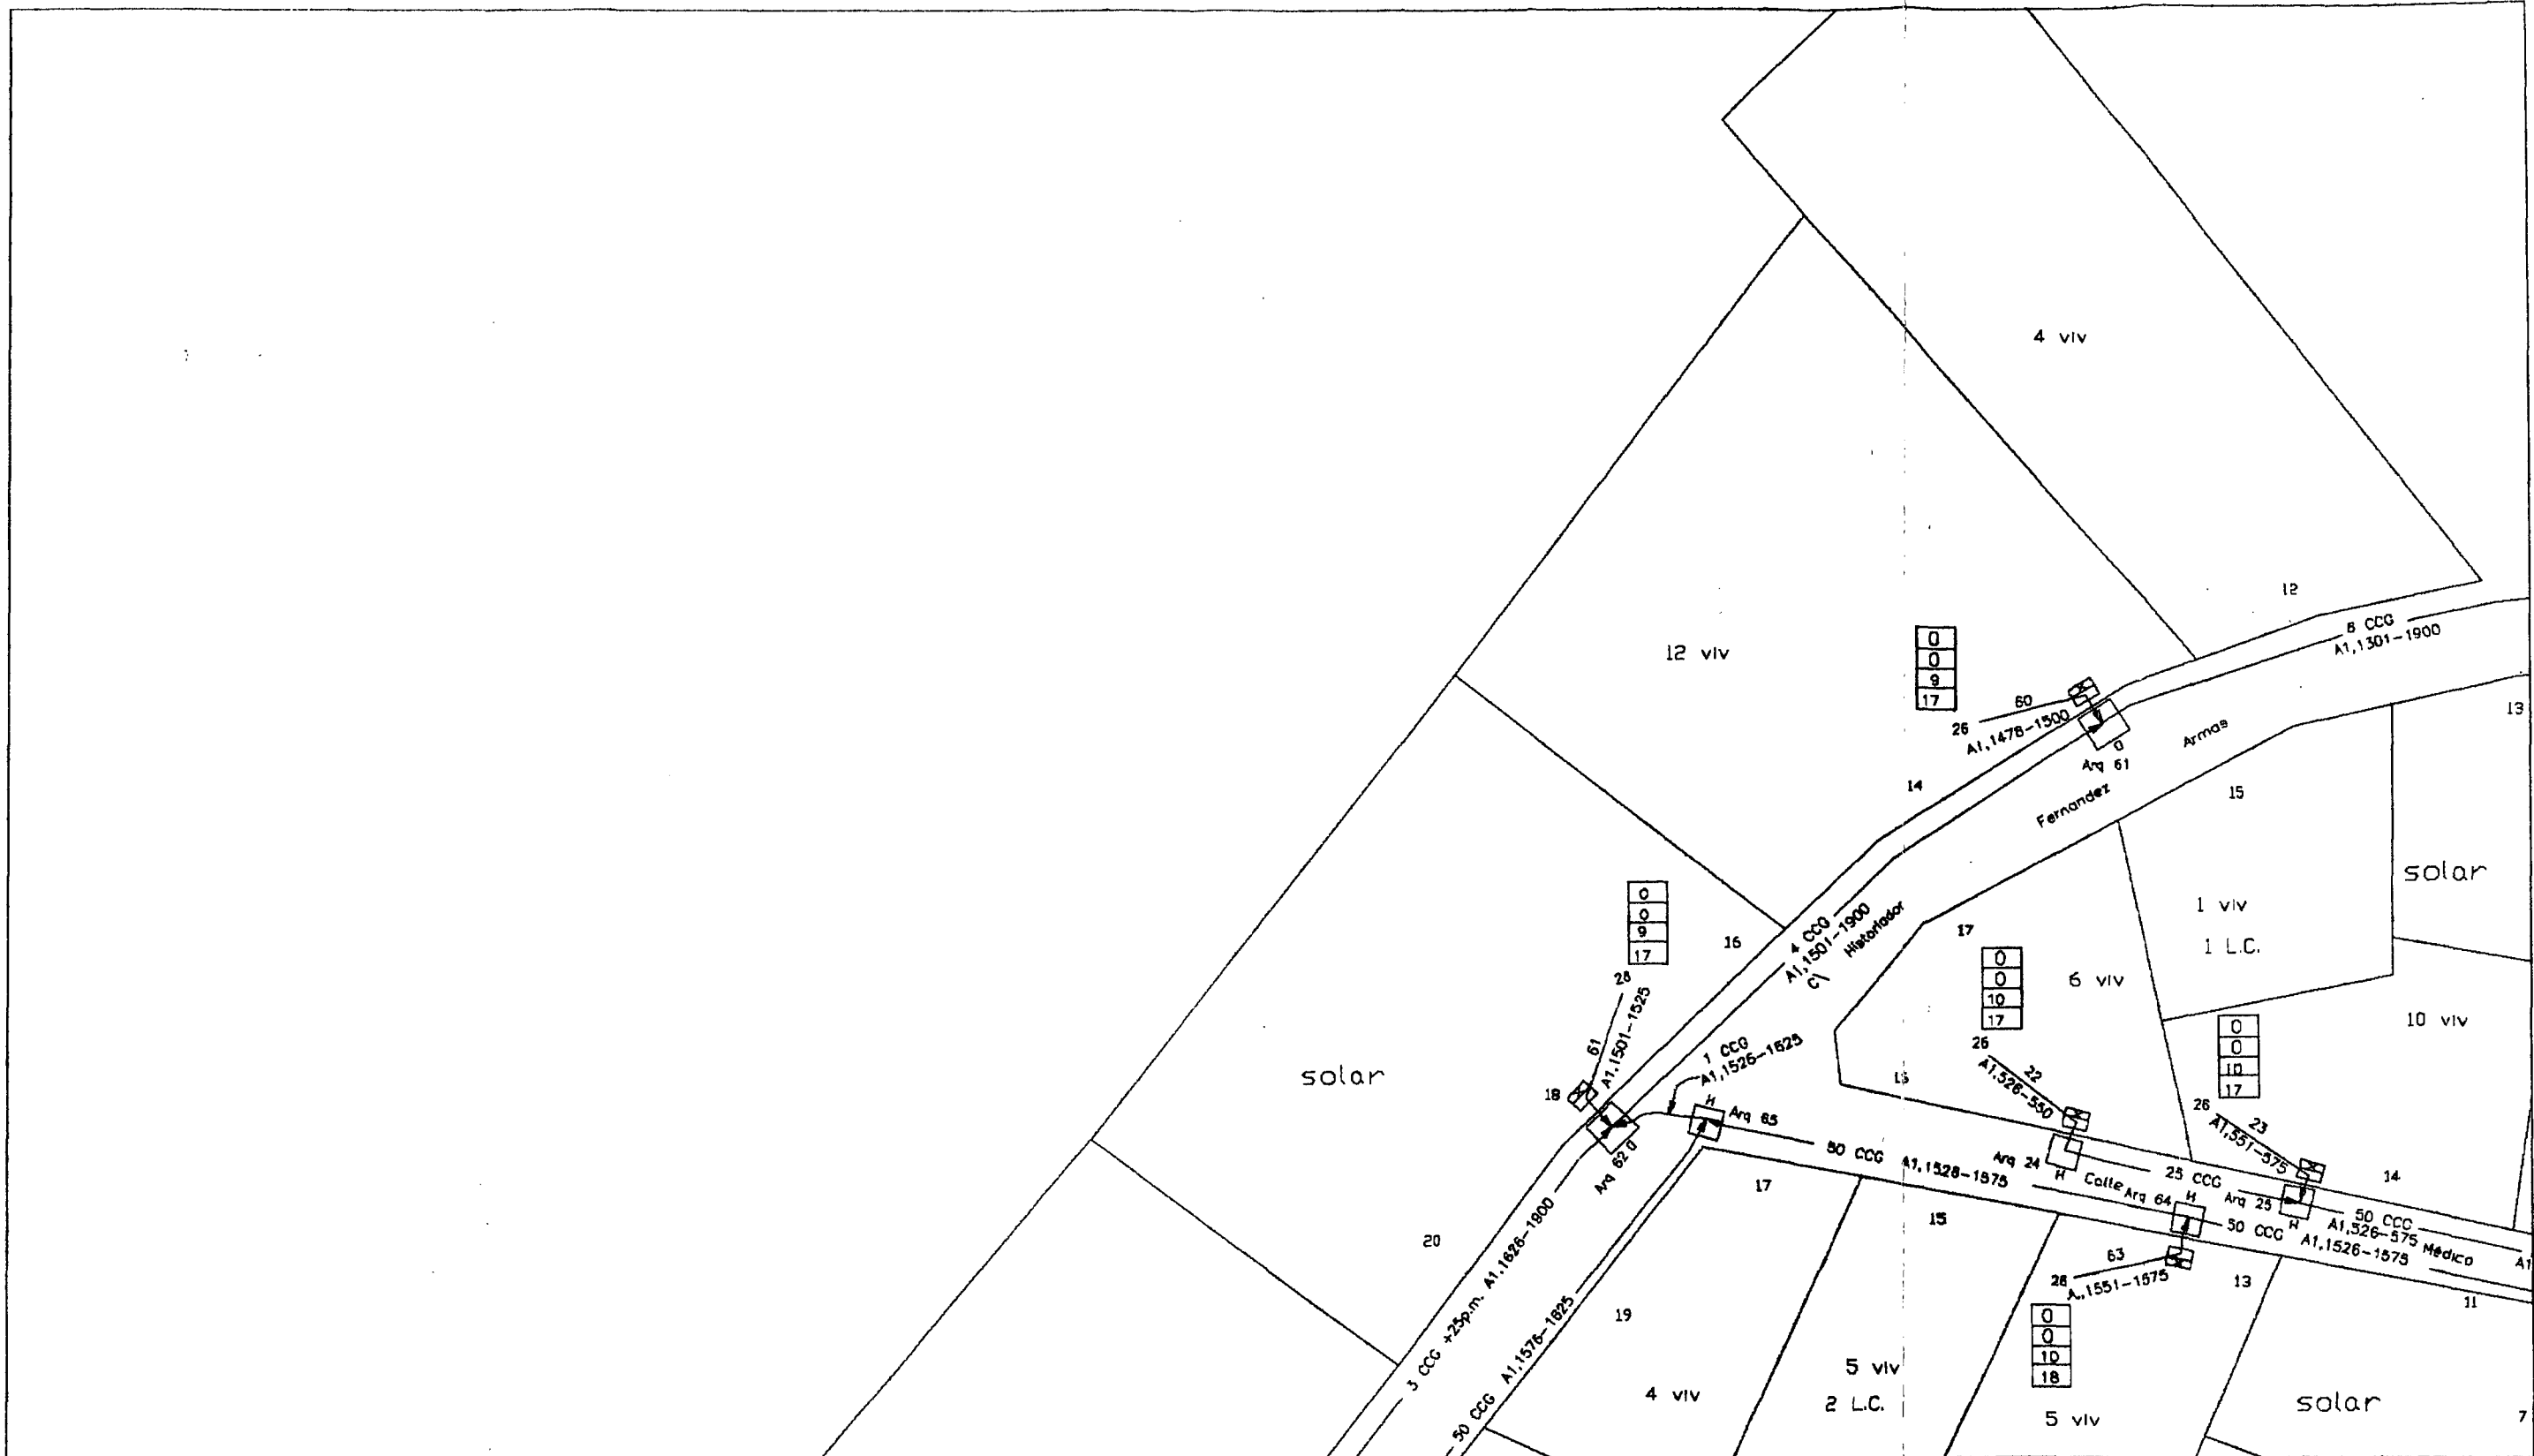 4 viv
12
6 CCG
A1,1301-1900
12 viv
0
0
9
17
60
26
A1,1478-1500
13
Armas
0
Arq 61
14
Fernandez
15
solar
0
0
9
17
1 viv
1 L.C.
4 CCG
A1,1501-1900
C\ Historiador
17
16
0
0
10
17
6 viv
10 viv
28
61
A1,1501-1525
0
0
10
17
solar
1 CCG
A1,1526-1625
26
22
A1,526-550
18
H
Arq 65
26
23
A1,551-575
Arq 62
0
50 CCG A1,1526-1575
Arq 24
H
25 CCG
14
17
Calle
Arq 64
H
Arq 25
H
50 CCG
A1,526-575
Médico
15
50 CCG A1,1526-1575
A1
20
63
26
13
11
3 CCG +25p.m. A1,1626-1900
19
50 CCG A1,1576-1625
0
0
10
18
4 viv
5 viv
2 L.C.
5 viv
solar
7